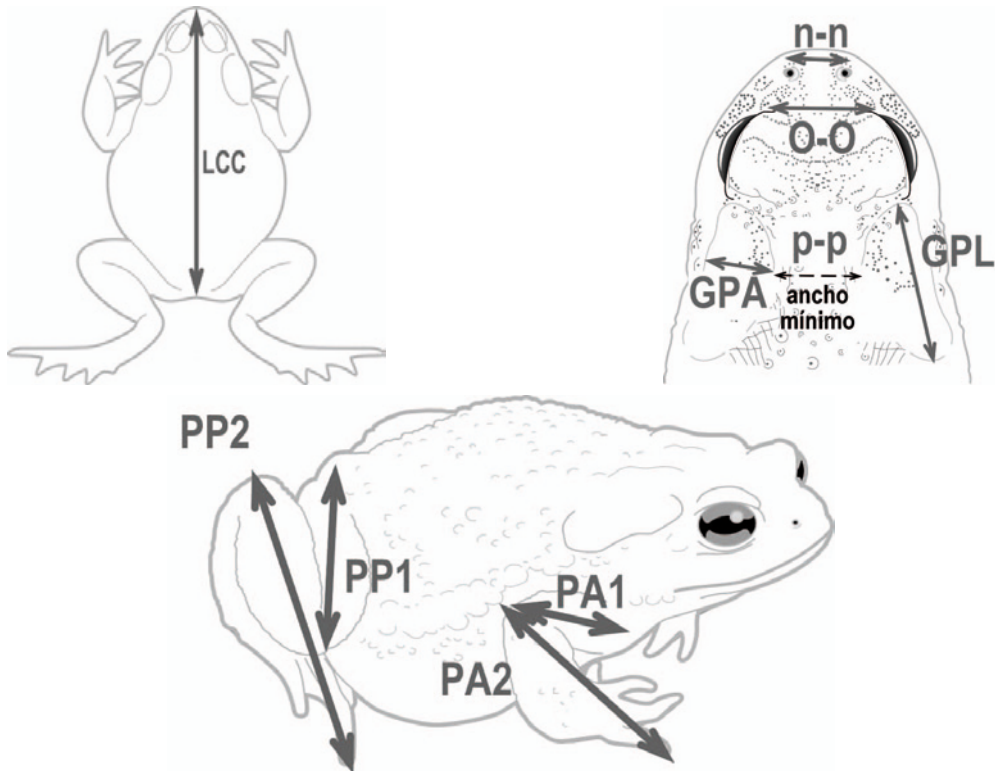 LCC
n-n
O-O
p-p
GPA
GPL
ancho
mínimo
PP2
PP1
PA1
PA2